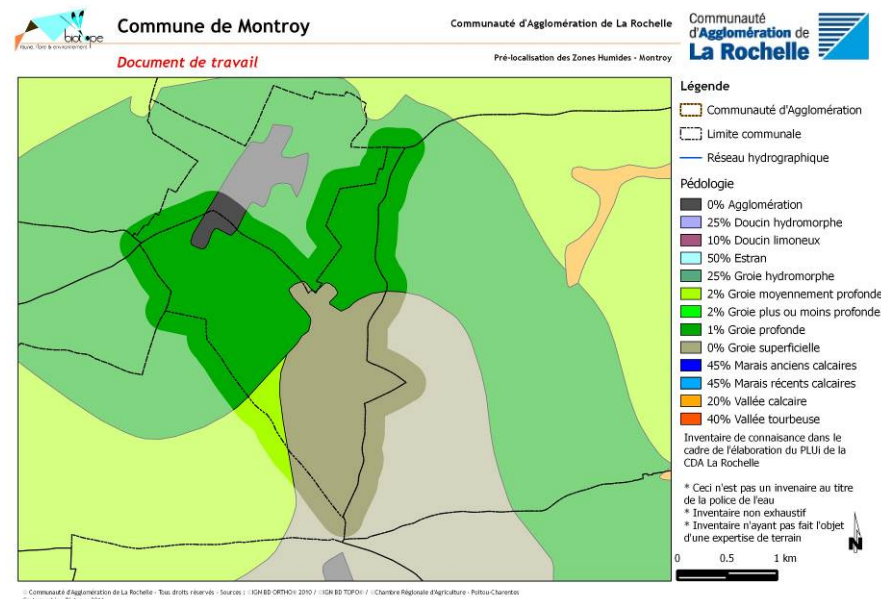 biotope
faune, flore & environnement
Commune de Montroy
Document de travail
Communauté d'Agglomération de La Rochelle
Pré-localisation des Zones Humides - Montroy
Communauté
d'Agglomération de
La Rochelle
Légende
Communauté d'Agglomération
Limite communale
Réseau hydrographique
Pédologie
0% Agglomération
25% Doucin hydromorphe
10% Doucin limoneux
50% Estran
25% Groie hydromorphe
2% Groie moyennement profonde
2% Groie plus ou moins profonde
1% Groie profonde
0% Groie superficielle
45% Marais anciens calcaires
45% Marais récents calcaires
20% Vallée calcaire
40% Vallée tourbeuse
Inventaire de connaisance dans le
cadre de l'élaboration du PLUi de la
CDA La Rochelle
* Ceci n'est pas un invenaire au titre
de la police de l'eau
* Inventaire non exhaustif
* Inventaire n'ayant pas fait l'objet
d'une expertise de terrain
N
0 0.5 1 km
© Communauté d'Agglomération de La Rochelle - Tous droits réservés - Sources : ©IGN BD ORTHO® 2010 / ©IGN BD TOPO® / ©Chambre Régionale d'Agriculture - Poitou-Charentes